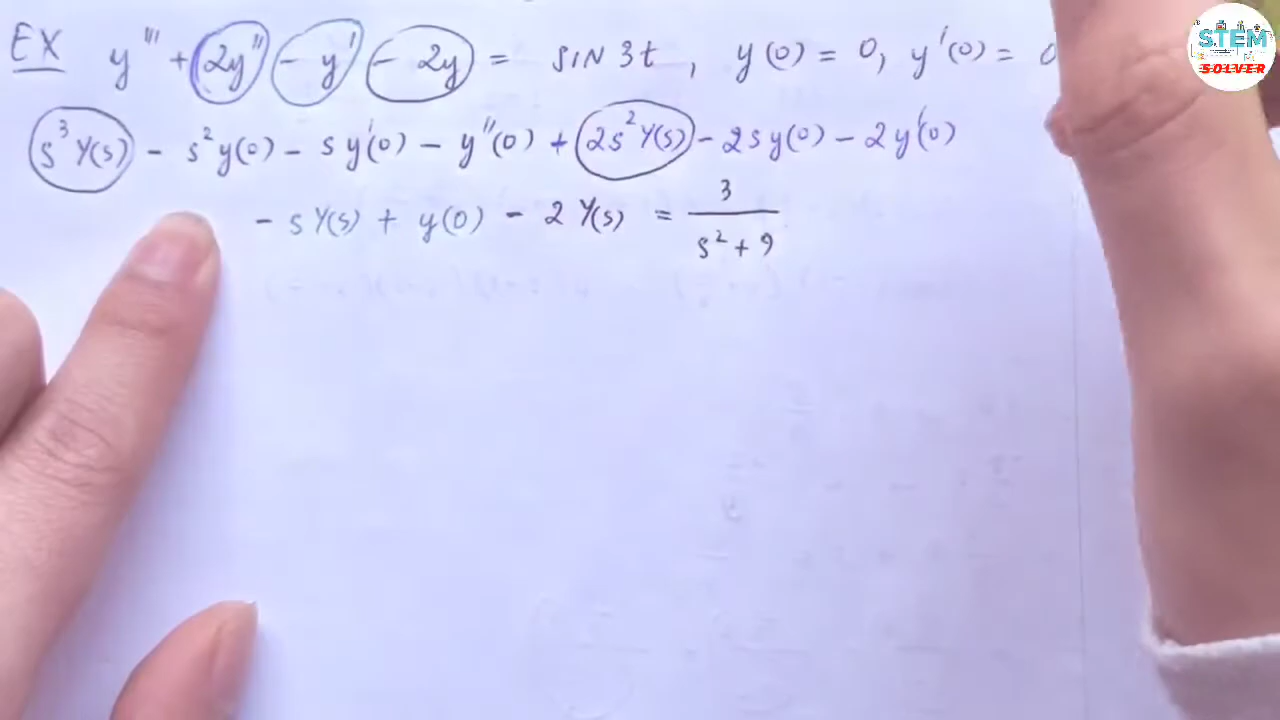 EX y''' + 2y'' - y' - 2y = SIN 3t , y(0) = 0, y'(0) = 0
s³Y(s) - s²y(0) - sy'(0) - y''(0) + 2s²Y(s) - 2sy(0) - 2y'(0)
- sY(s) + y(0) - 2Y(s) = 3/(s² + 9)
STEM
SOLVER